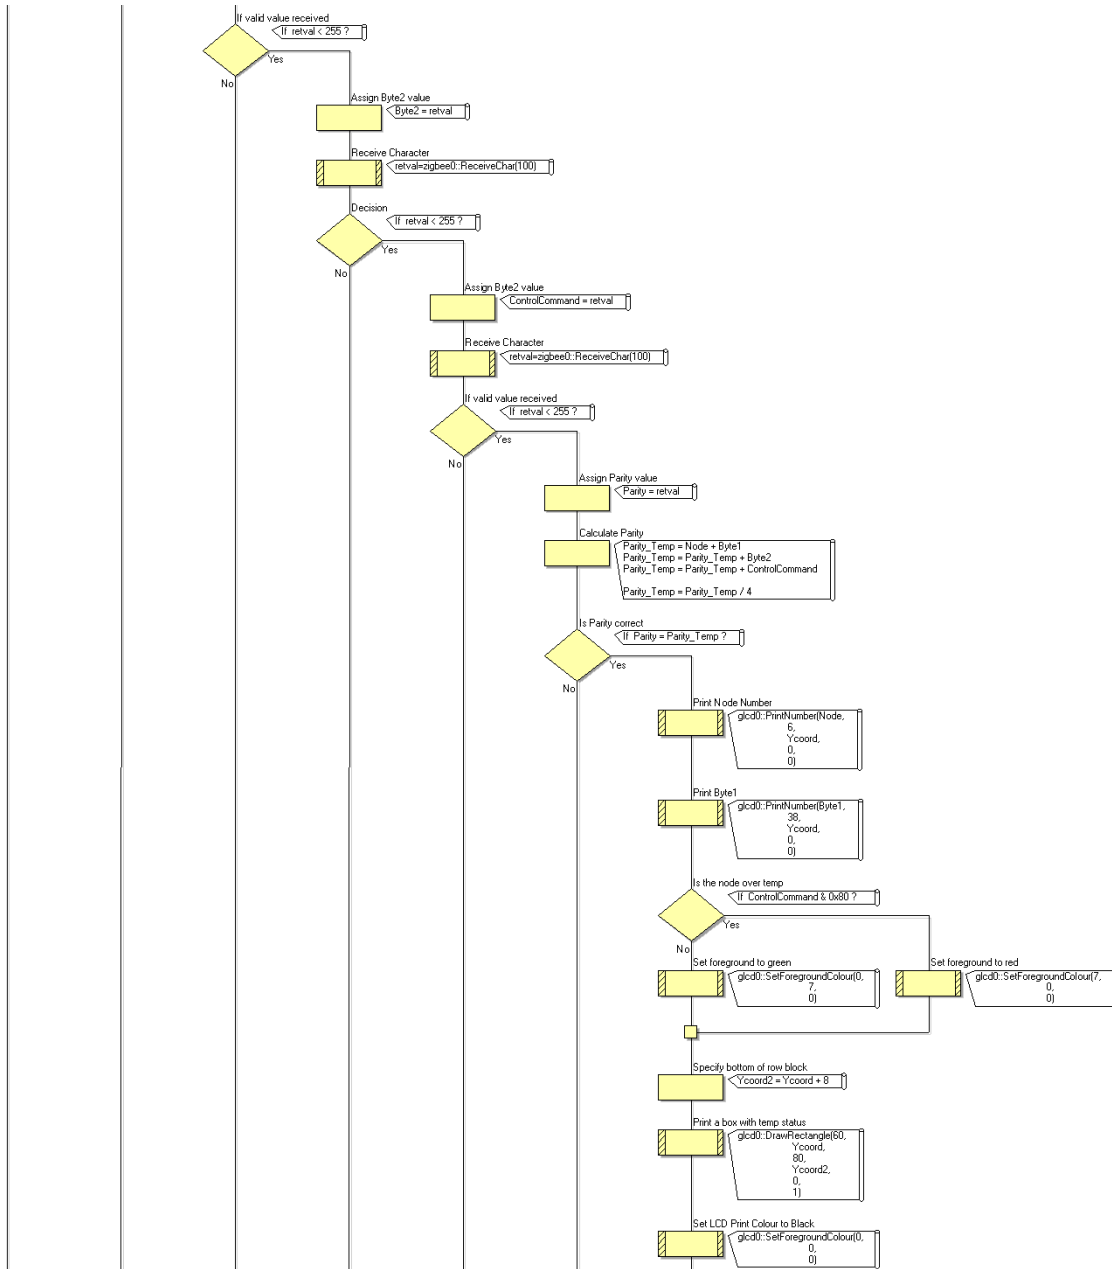 If valid value received
If retval < 255 ?
Yes
No
Assign Byte2 value
Byte2 = retval
Receive Character
retval=zigbee0::ReceiveChar(100)
Decision
If retval < 255 ?
Yes
No
Assign Byte2 value
ControlCommand = retval
Receive Character
retval=zigbee0::ReceiveChar(100)
If valid value received
If retval < 255 ?
Yes
No
Assign Parity value
Parity = retval
Calculate Parity
Parity_Temp = Node + Byte1
Parity_Temp = Parity_Temp + Byte2
Parity_Temp = Parity_Temp + ControlCommand
Parity_Temp = Parity_Temp / 4
Is Parity correct
If Parity = Parity_Temp ?
Yes
No
Print Node Number
glcd0::PrintNumber(Node,
6,
Ycoord,
0,
0)
Print Byte1
glcd0::PrintNumber(Byte1,
38,
Ycoord,
0,
0)
Is the node over temp
If ControlCommand & 0x80 ?
Yes
No
Set foreground to green
glcd0::SetForegroundColour(0,
7,
0)
Set foreground to red
glcd0::SetForegroundColour(7,
0,
0)
Specify bottom of row block
Ycoord2 = Ycoord + 8
Print a box with temp status
glcd0::DrawRectangle(60,
Ycoord,
80,
Ycoord2,
0,
1)
Set LCD Print Colour to Black
glcd0::SetForegroundColour(0,
0,
0)